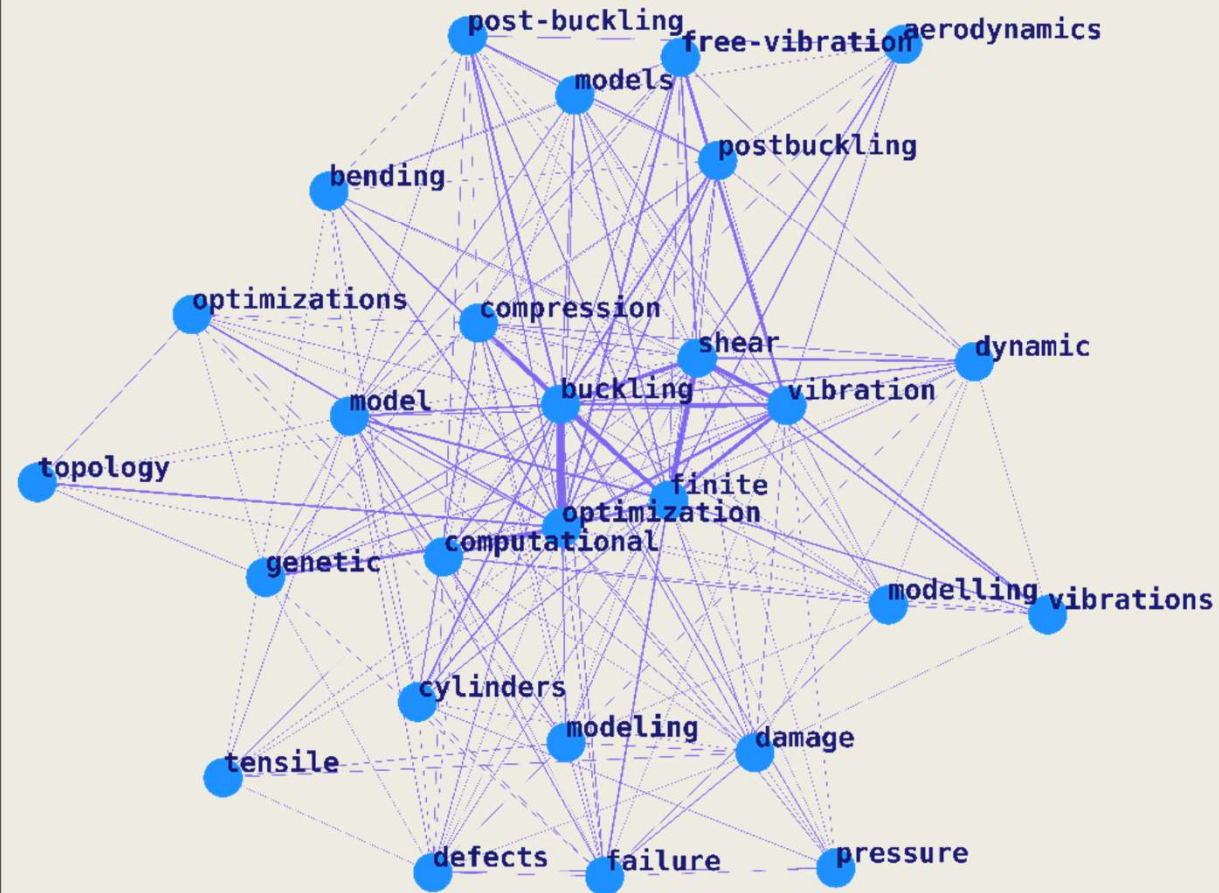 post-buckling
aerodynamics
free-vibration
models
postbuckling
bending
optimizations
compression
shear
dynamic
buckling
vibration
model
topology
finite
optimization
computational
genetic
modelling
vibrations
cylinders
modeling
damage
tensile
defects
failure
pressure